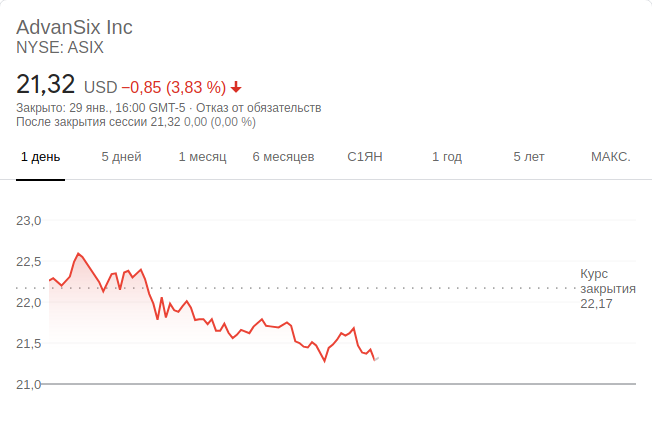 AdvanSix Inc
NYSE: ASIX
21,32 USD −0,85 (3,83 %)
Закрыто: 29 янв., 16:00 GMT-5 · Отказ от обязательств
После закрытия сессии 21,32 0,00 (0,00 %)
1 день 5 дней 1 месяц 6 месяцев С1ЯН 1 год 5 лет МАКС.
23,0
22,5
22,0
21,5
21,0
Курс
закрытия
22,17